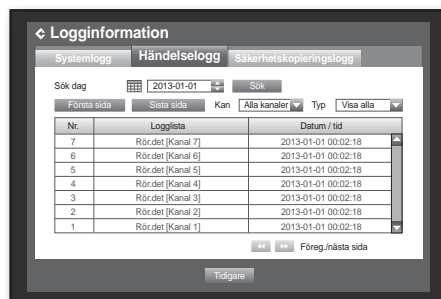 Logginformation
Systemlogg Händelselogg Säkerhetskopieringslogg
Sök dag 2013-01-01 Sök
Första sida Sista sida Kan Alla kanaler Typ Visa alla
Nr. Logglista Datum / tid
7 Rör.det [Kanal 7] 2013-01-01 00:02:18
6 Rör.det [Kanal 6] 2013-01-01 00:02:18
5 Rör.det [Kanal 5] 2013-01-01 00:02:18
4 Rör.det [Kanal 4] 2013-01-01 00:02:18
3 Rör.det [Kanal 3] 2013-01-01 00:02:18
2 Rör.det [Kanal 2] 2013-01-01 00:02:18
1 Rör.det [Kanal 1] 2013-01-01 00:02:18
Föreg./nästa sida
Tidigare